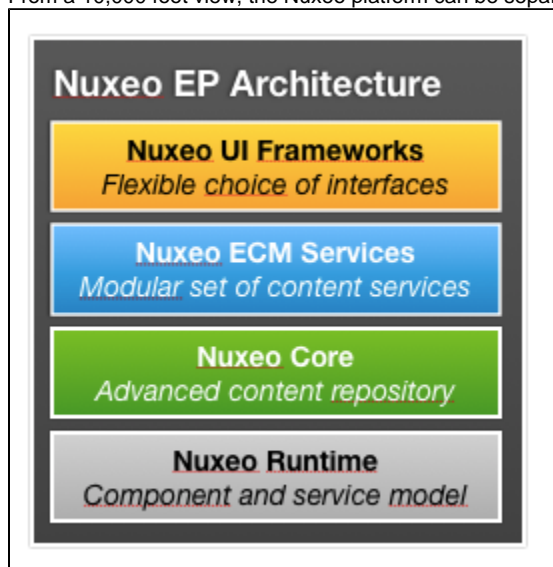 From a 10,000 feet view, the Nuxeo platform can be sepa
Nuxeo EP Architecture
Nuxeo UI Frameworks
Flexible choice of interfaces
Nuxeo ECM Services
Modular set of content services
Nuxeo Core
Advanced content repository
Nuxeo Runtime
Component and service model